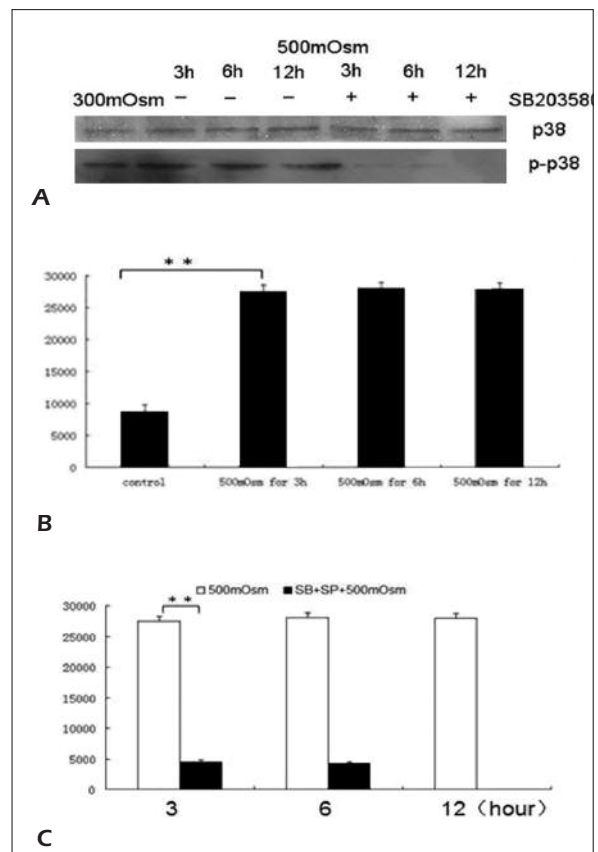 500mOsm
3h 6h 12h 3h 6h 12h
300mOsm − − − + + + SB20358
p38
p-p38
A
* *
30000
25000
20000
15000
10000
5000
0
control 500mOsm for 3h 500mOsm for 6h 500mOsm for 12h
B
500mOsm SB+SP+500mOsm
* *
30000
25000
20000
15000
10000
5000
0
3 6 12 (hour)
C